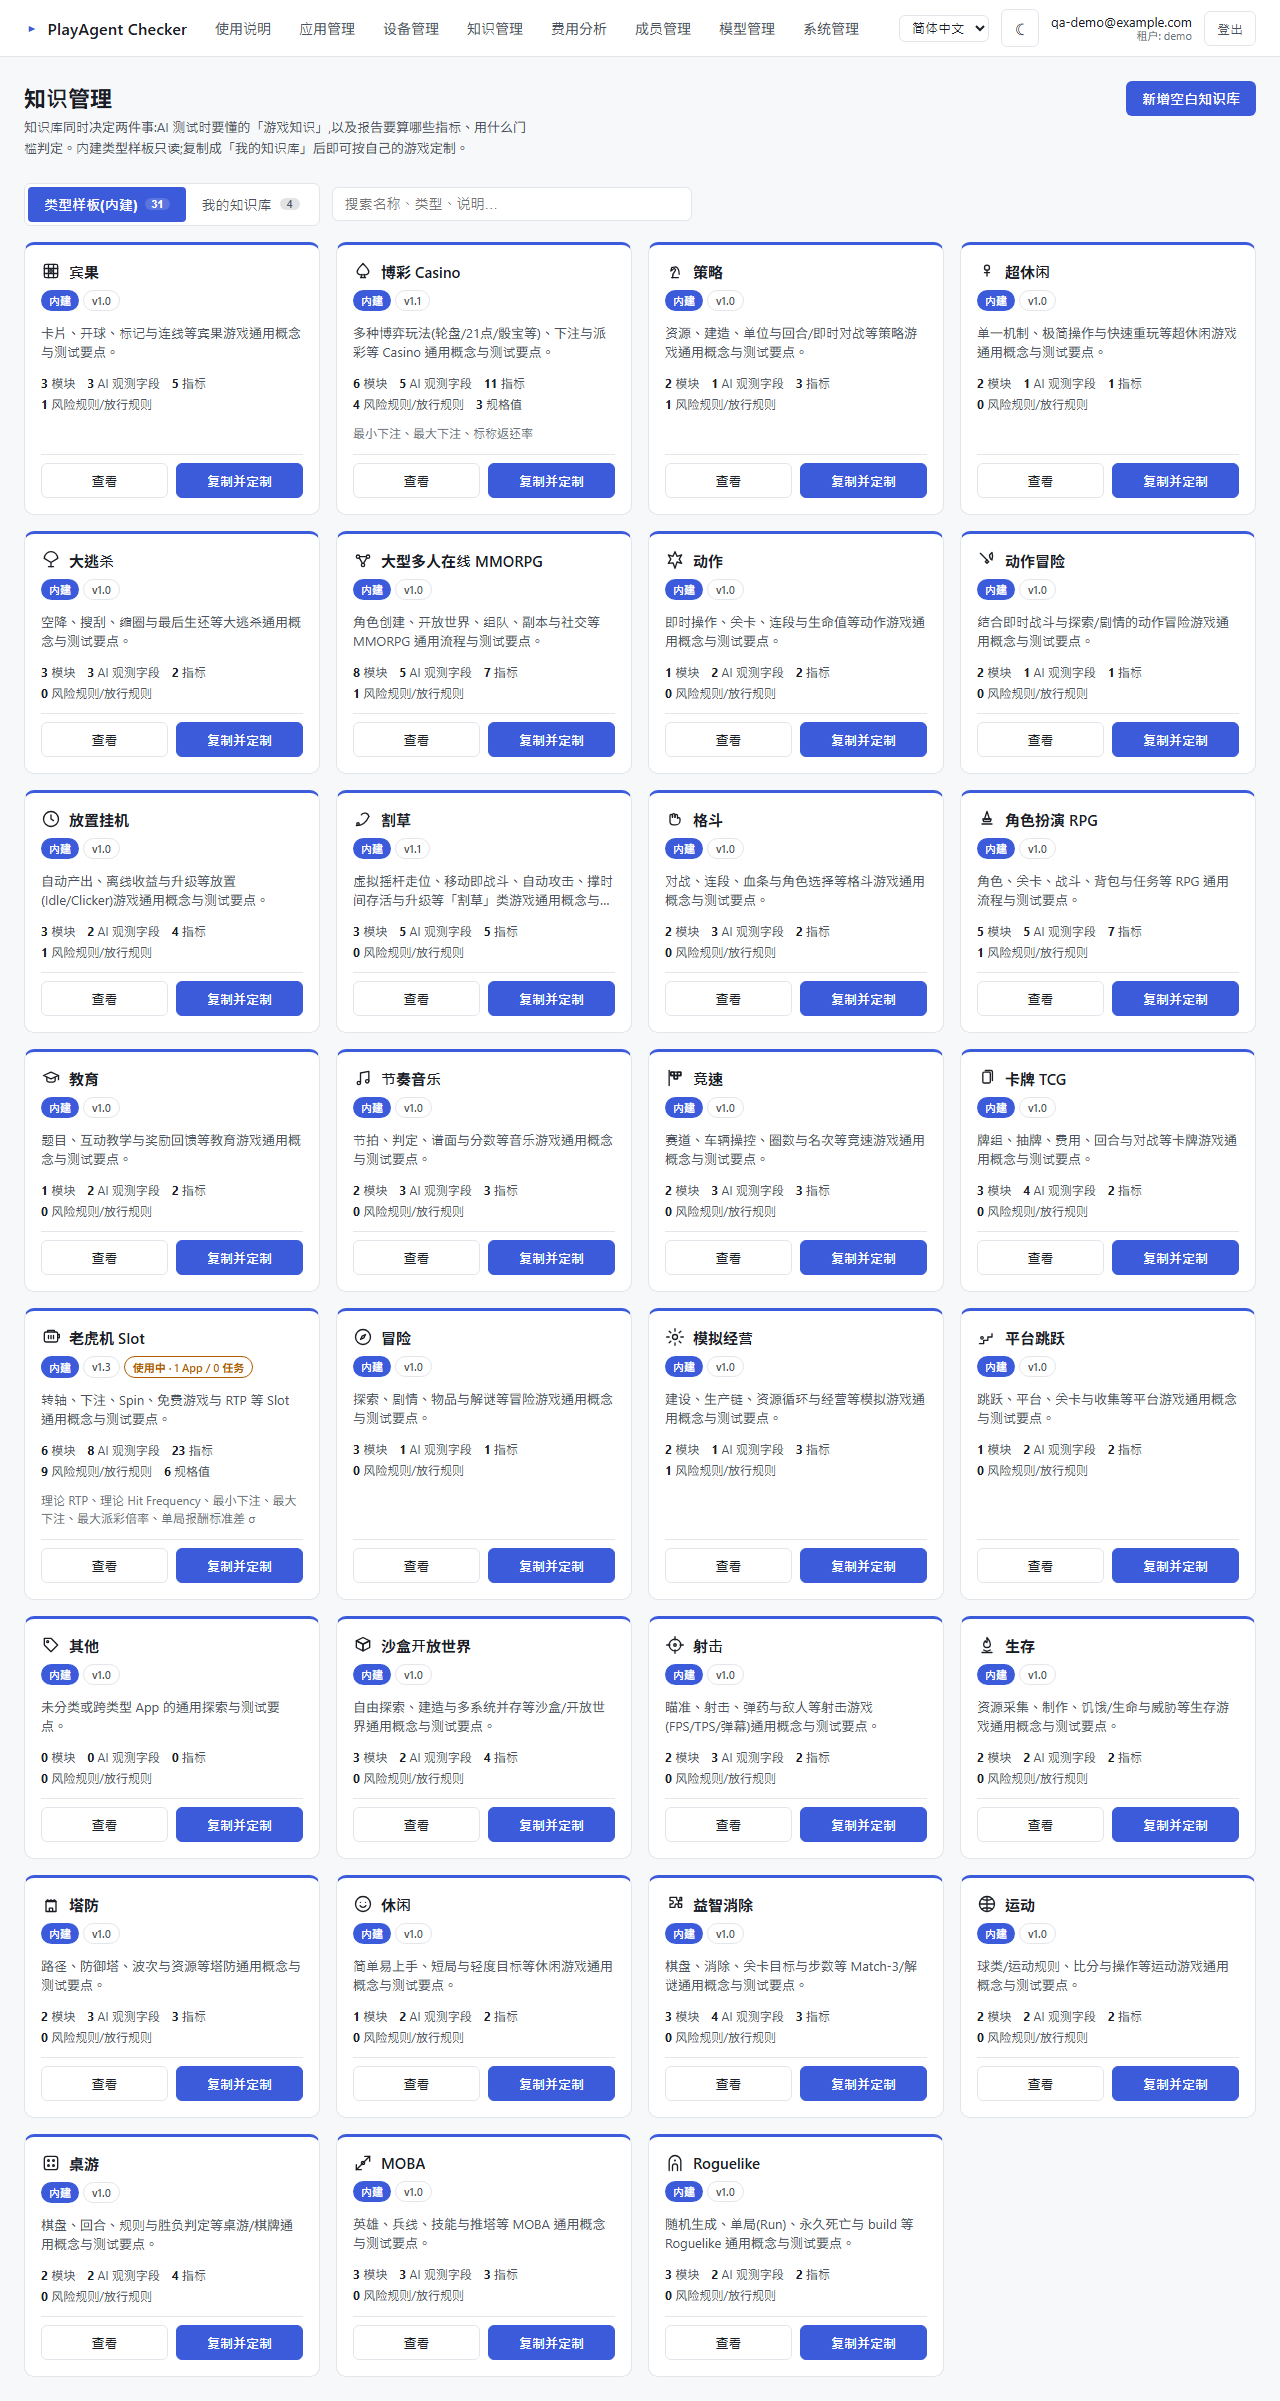 PlayAgent Checker 使用说明 应用管理 设备管理 知识管理 费用分析 成员管理 模型管理 系统管理 简体中文 qa-demo@example.com 登出
租户: demo
知识管理 新增空白知识库
知识库同时决定两件事:AI 测试时要懂的「游戏知识」,以及报告要算哪些指标、用什么门
槛判定。内建类型样板只读;复制成「我的知识库」后即可按自己的游戏定制。
类型样板(内建) 31 我的知识库 4 搜索名称、类型、说明...
宾果
内建 v1.0
卡片、开球、标记与连线等宾果游戏通用概念
与测试要点。
3 模块 3 AI 观测字段 5 指标
1 风险规则/放行规则
查看 复制并定制
博彩 Casino
内建 v1.1
多种博弈玩法(轮盘/21点/骰宝等)、下注与派
彩等 Casino 通用概念与测试要点。
6 模块 5 AI 观测字段 11 指标
4 风险规则/放行规则 3 规格值
最小下注、最大下注、标称返还率
查看 复制并定制
策略
内建 v1.0
资源、建造、单位与回合/即时对战等策略游
戏通用概念与测试要点。
2 模块 1 AI 观测字段 3 指标
1 风险规则/放行规则
查看 复制并定制
超休闲
内建 v1.0
单一机制、极简操作与快速重玩等超休闲游戏
通用概念与测试要点。
2 模块 1 AI 观测字段 1 指标
0 风险规则/放行规则
查看 复制并定制
大逃杀
内建 v1.0
空降、搜刮、缩圈与最后生还等大逃杀通用概
念与测试要点。
3 模块 3 AI 观测字段 2 指标
0 风险规则/放行规则
查看 复制并定制
大型多人在线 MMORPG
内建 v1.0
角色创建、开放世界、组队、副本与社交等
MMORPG 通用流程与测试要点。
8 模块 5 AI 观测字段 7 指标
1 风险规则/放行规则
查看 复制并定制
动作
内建 v1.0
即时操作、关卡、连段与生命值等动作游戏通
用概念与测试要点。
1 模块 2 AI 观测字段 2 指标
0 风险规则/放行规则
查看 复制并定制
动作冒险
内建 v1.0
结合即时战斗与探索/剧情的动作冒险游戏通
用概念与测试要点。
2 模块 1 AI 观测字段 1 指标
0 风险规则/放行规则
查看 复制并定制
放置挂机
内建 v1.0
自动产出、离线收益与升级等放置
(Idle/Clicker)游戏通用概念与测试要点。
3 模块 2 AI 观测字段 4 指标
1 风险规则/放行规则
查看 复制并定制
割草
内建 v1.1
虚拟摇杆走位、移动即战斗、自动攻击、撑时
间存活与升级等「割草」类游戏通用概念与...
3 模块 5 AI 观测字段 5 指标
0 风险规则/放行规则
查看 复制并定制
格斗
内建 v1.0
对战、连段、血条与角色选择等格斗游戏通用
概念与测试要点。
2 模块 3 AI 观测字段 2 指标
0 风险规则/放行规则
查看 复制并定制
角色扮演 RPG
内建 v1.0
角色、关卡、战斗、背包与任务等 RPG 通用
流程与测试要点。
5 模块 5 AI 观测字段 7 指标
1 风险规则/放行规则
查看 复制并定制
教育
内建 v1.0
题目、互动教学与奖励回馈等教育游戏通用概
念与测试要点。
1 模块 2 AI 观测字段 2 指标
0 风险规则/放行规则
查看 复制并定制
节奏音乐
内建 v1.0
节拍、判定、谱面与分数等音乐游戏通用概念
与测试要点。
2 模块 3 AI 观测字段 3 指标
0 风险规则/放行规则
查看 复制并定制
竞速
内建 v1.0
赛道、车辆操控、圈数与名次等竞速游戏通用
概念与测试要点。
2 模块 3 AI 观测字段 3 指标
0 风险规则/放行规则
查看 复制并定制
卡牌 TCG
内建 v1.0
牌组、抽牌、费用、回合与对战等卡牌游戏通
用概念与测试要点。
3 模块 4 AI 观测字段 2 指标
0 风险规则/放行规则
查看 复制并定制
老虎机 Slot
内建 v1.3 使用中 · 1 App / 0 任务
转轴、下注、Spin、免费游戏与 RTP 等 Slot
通用概念与测试要点。
6 模块 8 AI 观测字段 23 指标
9 风险规则/放行规则 6 规格值
理论 RTP、理论 Hit Frequency、最小下注、最大
下注、最大派彩倍率、单局报酬标准差 σ
查看 复制并定制
冒险
内建 v1.0
探索、剧情、物品与解谜等冒险游戏通用概念
与测试要点。
3 模块 1 AI 观测字段 1 指标
0 风险规则/放行规则
查看 复制并定制
模拟经营
内建 v1.0
建设、生产链、资源循环与经营等模拟游戏通
用概念与测试要点。
2 模块 1 AI 观测字段 3 指标
1 风险规则/放行规则
查看 复制并定制
平台跳跃
内建 v1.0
跳跃、平台、关卡与收集等平台游戏通用概念
与测试要点。
1 模块 2 AI 观测字段 2 指标
0 风险规则/放行规则
查看 复制并定制
其他
内建 v1.0
未分类或跨类型 App 的通用探索与测试要
点。
0 模块 0 AI 观测字段 0 指标
0 风险规则/放行规则
查看 复制并定制
沙盒开放世界
内建 v1.0
自由探索、建造与多系统并存等沙盒/开放世
界通用概念与测试要点。
3 模块 2 AI 观测字段 4 指标
0 风险规则/放行规则
查看 复制并定制
射击
内建 v1.0
瞄准、射击、弹药与敌人等射击游戏
(FPS/TPS/弹幕)通用概念与测试要点。
2 模块 3 AI 观测字段 2 指标
0 风险规则/放行规则
查看 复制并定制
生存
内建 v1.0
资源采集、制作、饥饿/生命与威胁等生存游
戏通用概念与测试要点。
2 模块 2 AI 观测字段 2 指标
0 风险规则/放行规则
查看 复制并定制
塔防
内建 v1.0
路径、防御塔、波次与资源等塔防通用概念与
测试要点。
2 模块 3 AI 观测字段 3 指标
0 风险规则/放行规则
查看 复制并定制
休闲
内建 v1.0
简单易上手、短局与轻度目标等休闲游戏通用
概念与测试要点。
1 模块 2 AI 观测字段 2 指标
0 风险规则/放行规则
查看 复制并定制
益智消除
内建 v1.0
棋盘、消除、关卡目标与步数等 Match-3/解
谜通用概念与测试要点。
3 模块 4 AI 观测字段 3 指标
0 风险规则/放行规则
查看 复制并定制
运动
内建 v1.0
球类/运动规则、比分与操作等运动游戏通用
概念与测试要点。
2 模块 2 AI 观测字段 2 指标
0 风险规则/放行规则
查看 复制并定制
桌游
内建 v1.0
棋盘、回合、规则与胜负判定等桌游/棋牌通
用概念与测试要点。
2 模块 2 AI 观测字段 4 指标
0 风险规则/放行规则
查看 复制并定制
MOBA
内建 v1.0
英雄、兵线、技能与推塔等 MOBA 通用概念
与测试要点。
3 模块 3 AI 观测字段 3 指标
0 风险规则/放行规则
查看 复制并定制
Roguelike
内建 v1.0
随机生成、单局(Run)、永久死亡与 build 等
Roguelike 通用概念与测试要点。
3 模块 2 AI 观测字段 2 指标
0 风险规则/放行规则
查看 复制并定制